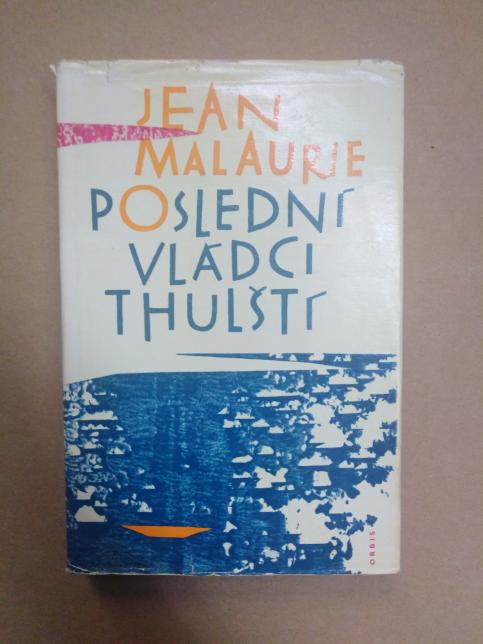 JEAN
MALAURIE
POSLEDNÍ
VLÁDCI
THULŠTÍ
ORBIS